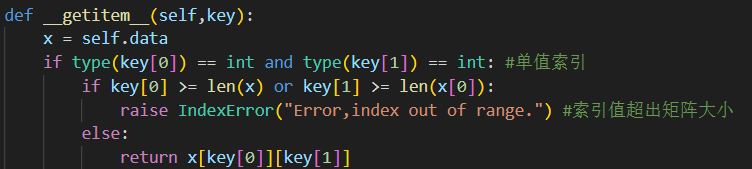 def __getitem__(self,key):
    x = self.data
    if type(key[0]) == int and type(key[1]) == int: #单值索引
        if key[0] >= len(x) or key[1] >= len(x[0]):
            raise IndexError("Error,index out of range.") #索引值超出矩阵大小
        else:
            return x[key[0]][key[1]]